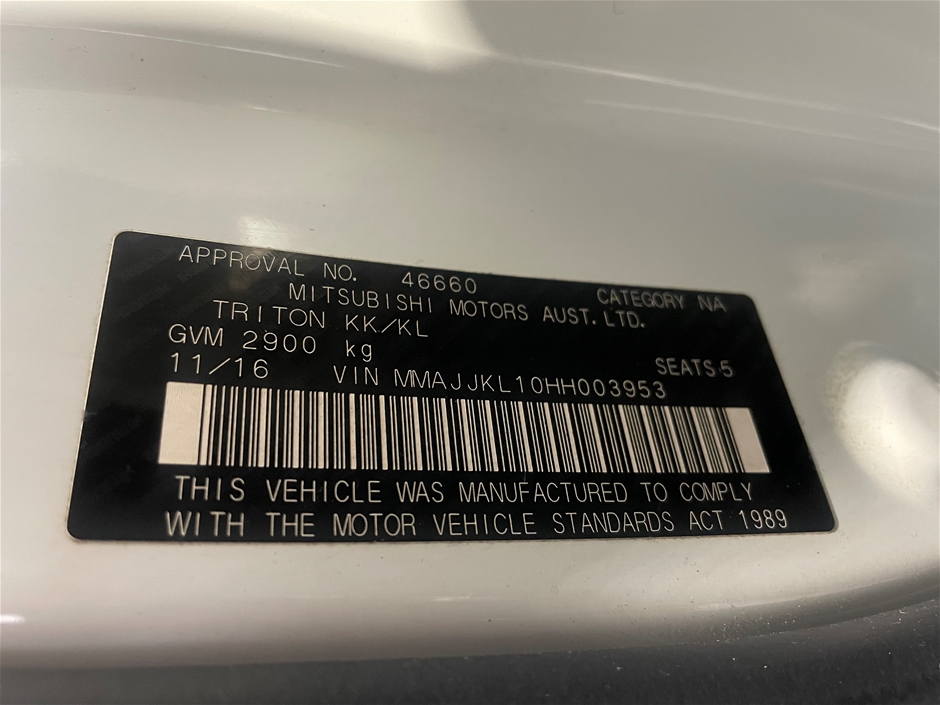 APPROVAL NO. 46660 CATEGORY NA
MITSUBISHI MOTORS AUST. LTD.
TRITON KK/KL
GVM 2900 kg SEATS 5
11/16 VIN MMAJJKL10HH003953
THIS VEHICLE WAS MANUFACTURED TO COMPLY
WITH THE MOTOR VEHICLE STANDARDS ACT 1989